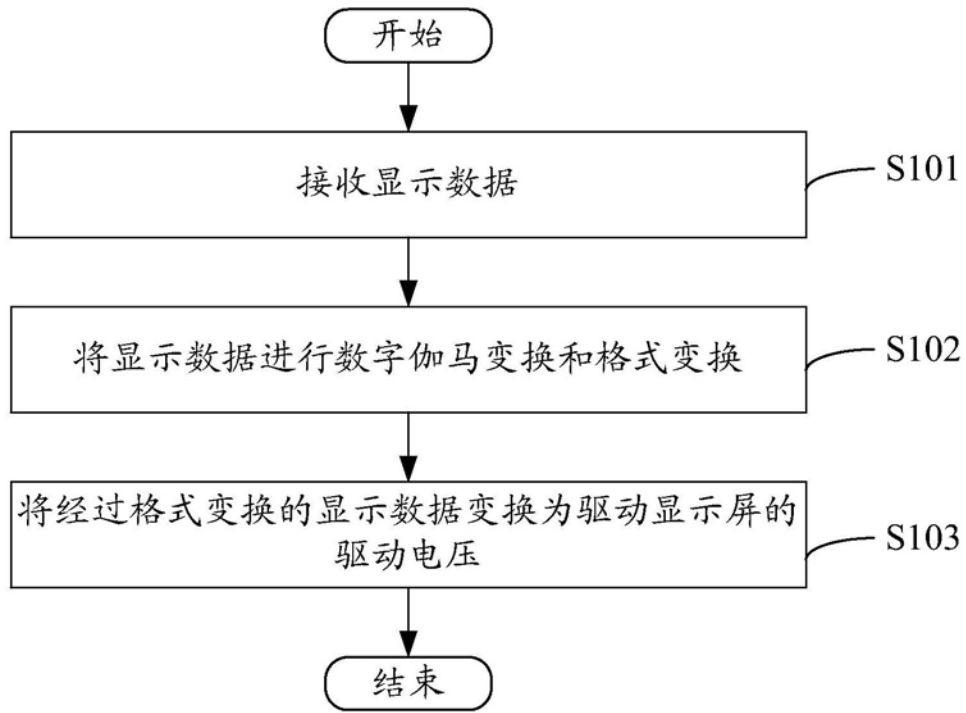 开始
接收显示数据
S101
将显示数据进行数字伽马变换和格式变换
S102
将经过格式变换的显示数据变换为驱动显示屏的
驱动电压
S103
结束